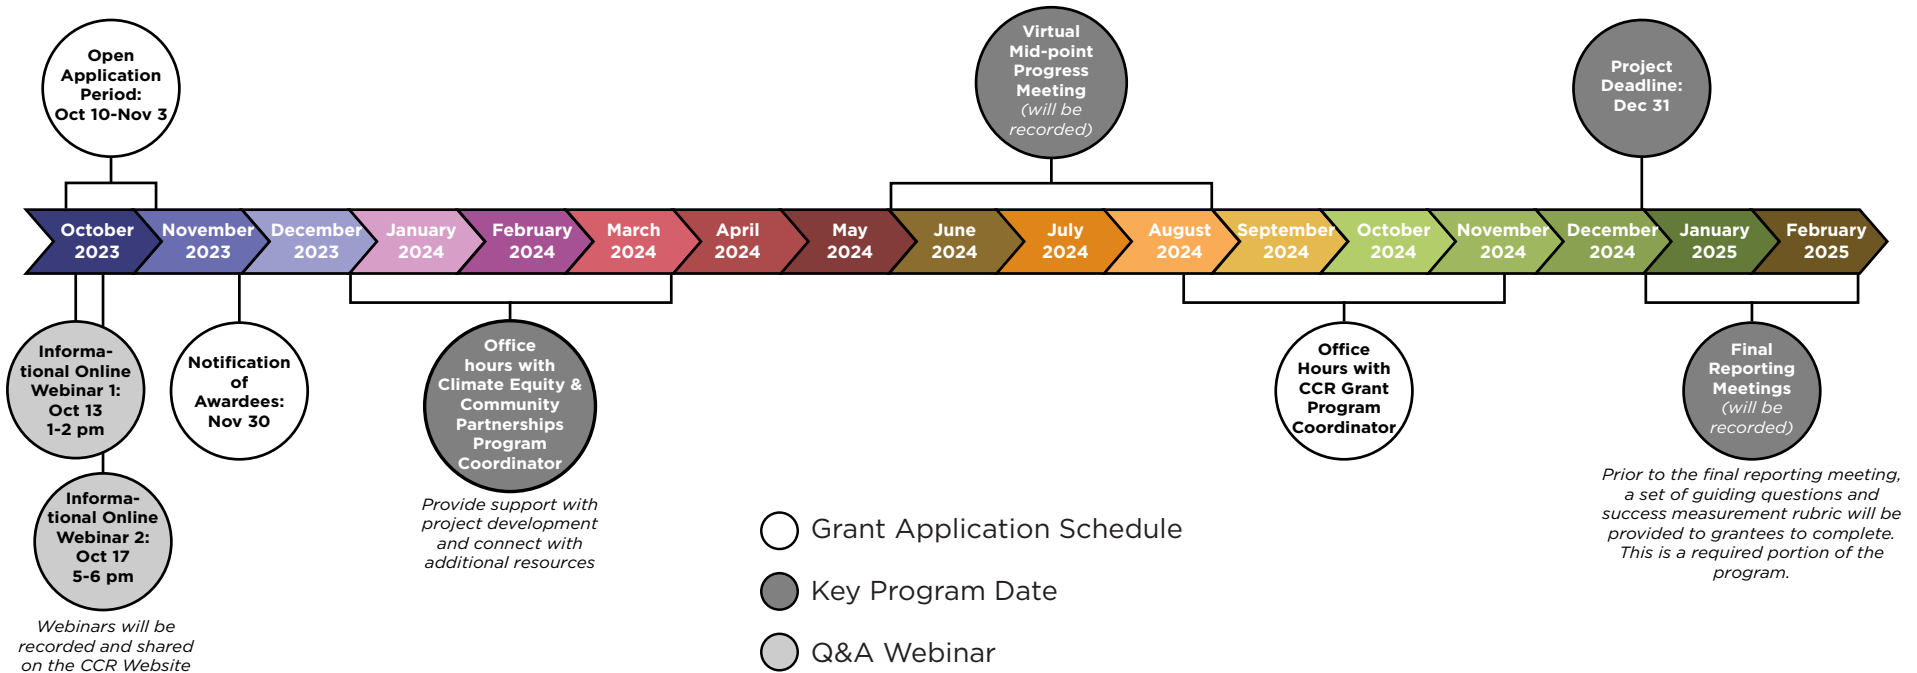 Open
Application
Period:
Oct 10-Nov 3
Virtual
Mid-point
Progress
Meeting
(will be
recorded)
Project
Deadline:
Dec 31
October
2023
November
2023
December
2023
January
2024
February
2024
March
2024
April
2024
May
2024
June
2024
July
2024
August
2024
September
2024
October
2024
November
2024
December
2024
January
2025
February
2025
Informa-
tional Online
Webinar 1:
Oct 13
1-2 pm
Notification
of
Awardees:
Nov 30
Office
hours with
Climate Equity &
Community
Partnerships
Program
Coordinator
Provide support with
project development
and connect with
additional resources
Office
Hours with
CCR Grant
Program
Coordinator
Final
Reporting
Meetings
(will be
recorded)
Prior to the final reporting meeting,
a set of guiding questions and
success measurement rubric will be
provided to grantees to complete.
This is a required portion of the
program.
Informa-
tional Online
Webinar 2:
Oct 17
5-6 pm
Webinars will be
recorded and shared
on the CCR Website
Grant Application Schedule
Key Program Date
Q&A Webinar